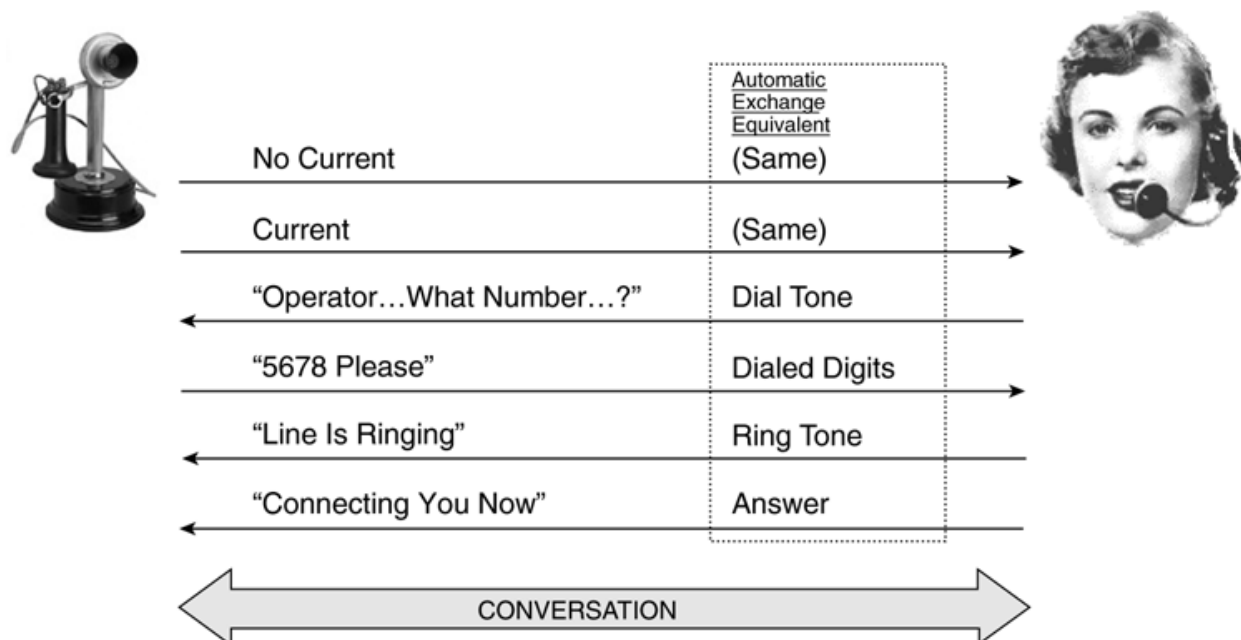 Automatic
Exchange
Equivalent
No Current (Same)
Current (Same)
“Operator…What Number…?” Dial Tone
“5678 Please” Dialed Digits
“Line Is Ringing” Ring Tone
“Connecting You Now” Answer
CONVERSATION